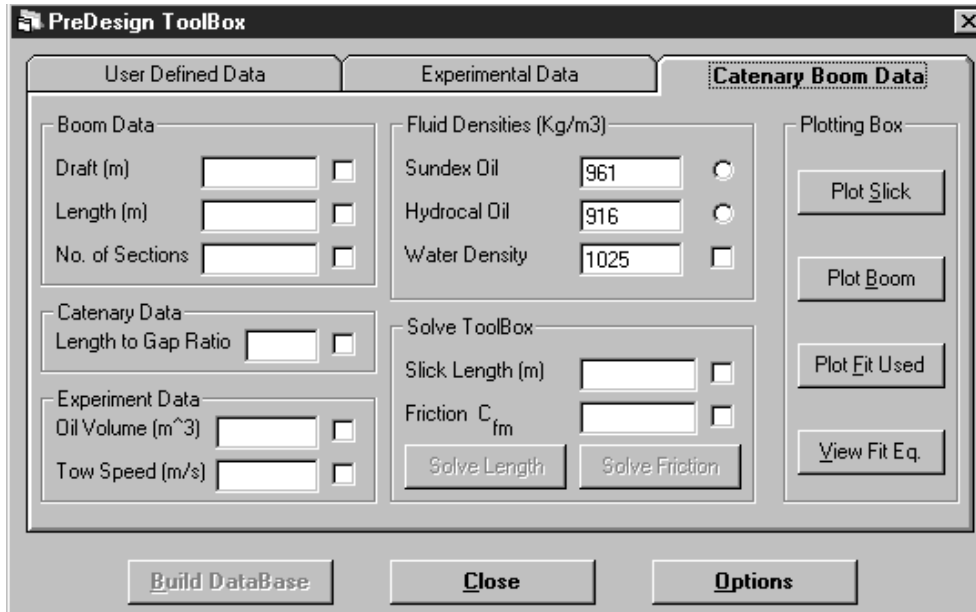 PreDesign ToolBox
User Defined Data
Experimental Data
Catenary Boom Data
Boom Data
Draft (m)
Length (m)
No. of Sections
Catenary Data
Length to Gap Ratio
Experiment Data
Oil Volume (m^3)
Tow Speed (m/s)
Fluid Densities (Kg/m3)
Sundex Oil 961
Hydrocal Oil 916
Water Density 1025
Solve ToolBox
Slick Length (m)
Friction C fm
Solve Length Solve Friction
Plotting Box
Plot Slick
Plot Boom
Plot Fit Used
View Fit Eq.
Build DataBase Close Options